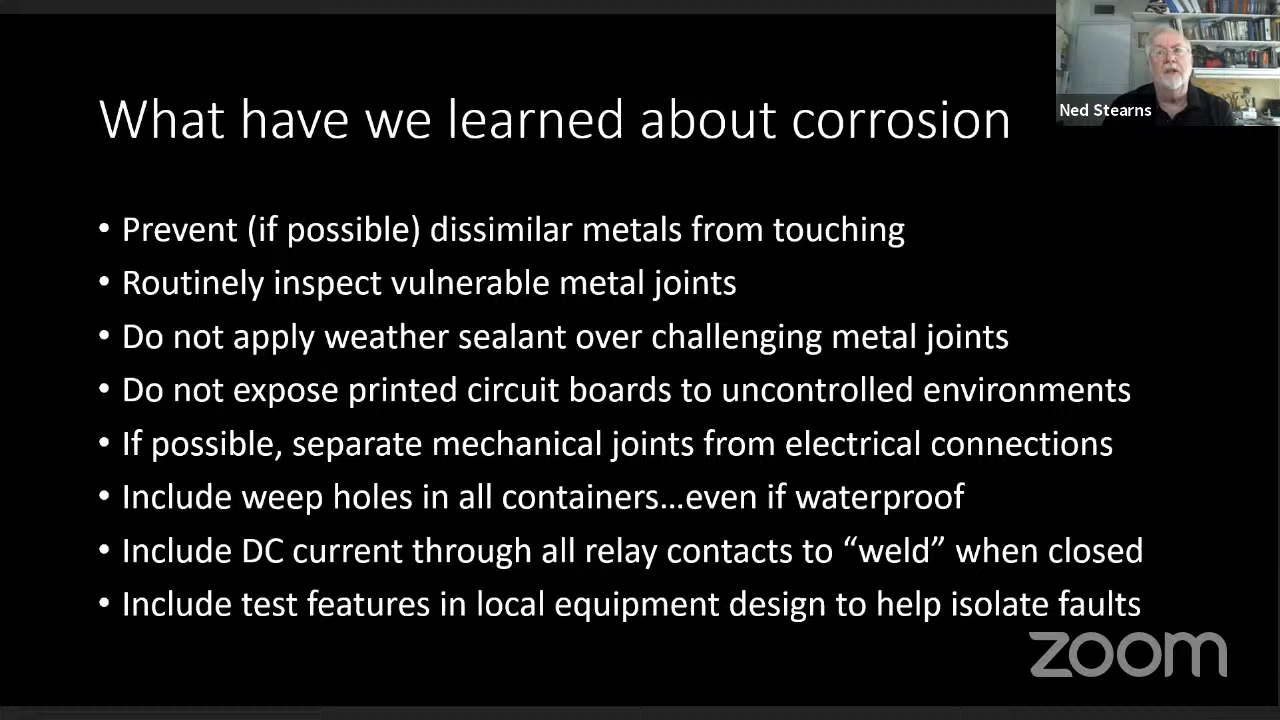 What have we learned about corrosion
Ned Stearns
• Prevent (if possible) dissimilar metals from touching
• Routinely inspect vulnerable metal joints
• Do not apply weather sealant over challenging metal joints
• Do not expose printed circuit boards to uncontrolled environments
• If possible, separate mechanical joints from electrical connections
• Include weep holes in all containers…even if waterproof
• Include DC current through all relay contacts to “weld” when closed
• Include test features in local equipment design to help isolate faults
zoom